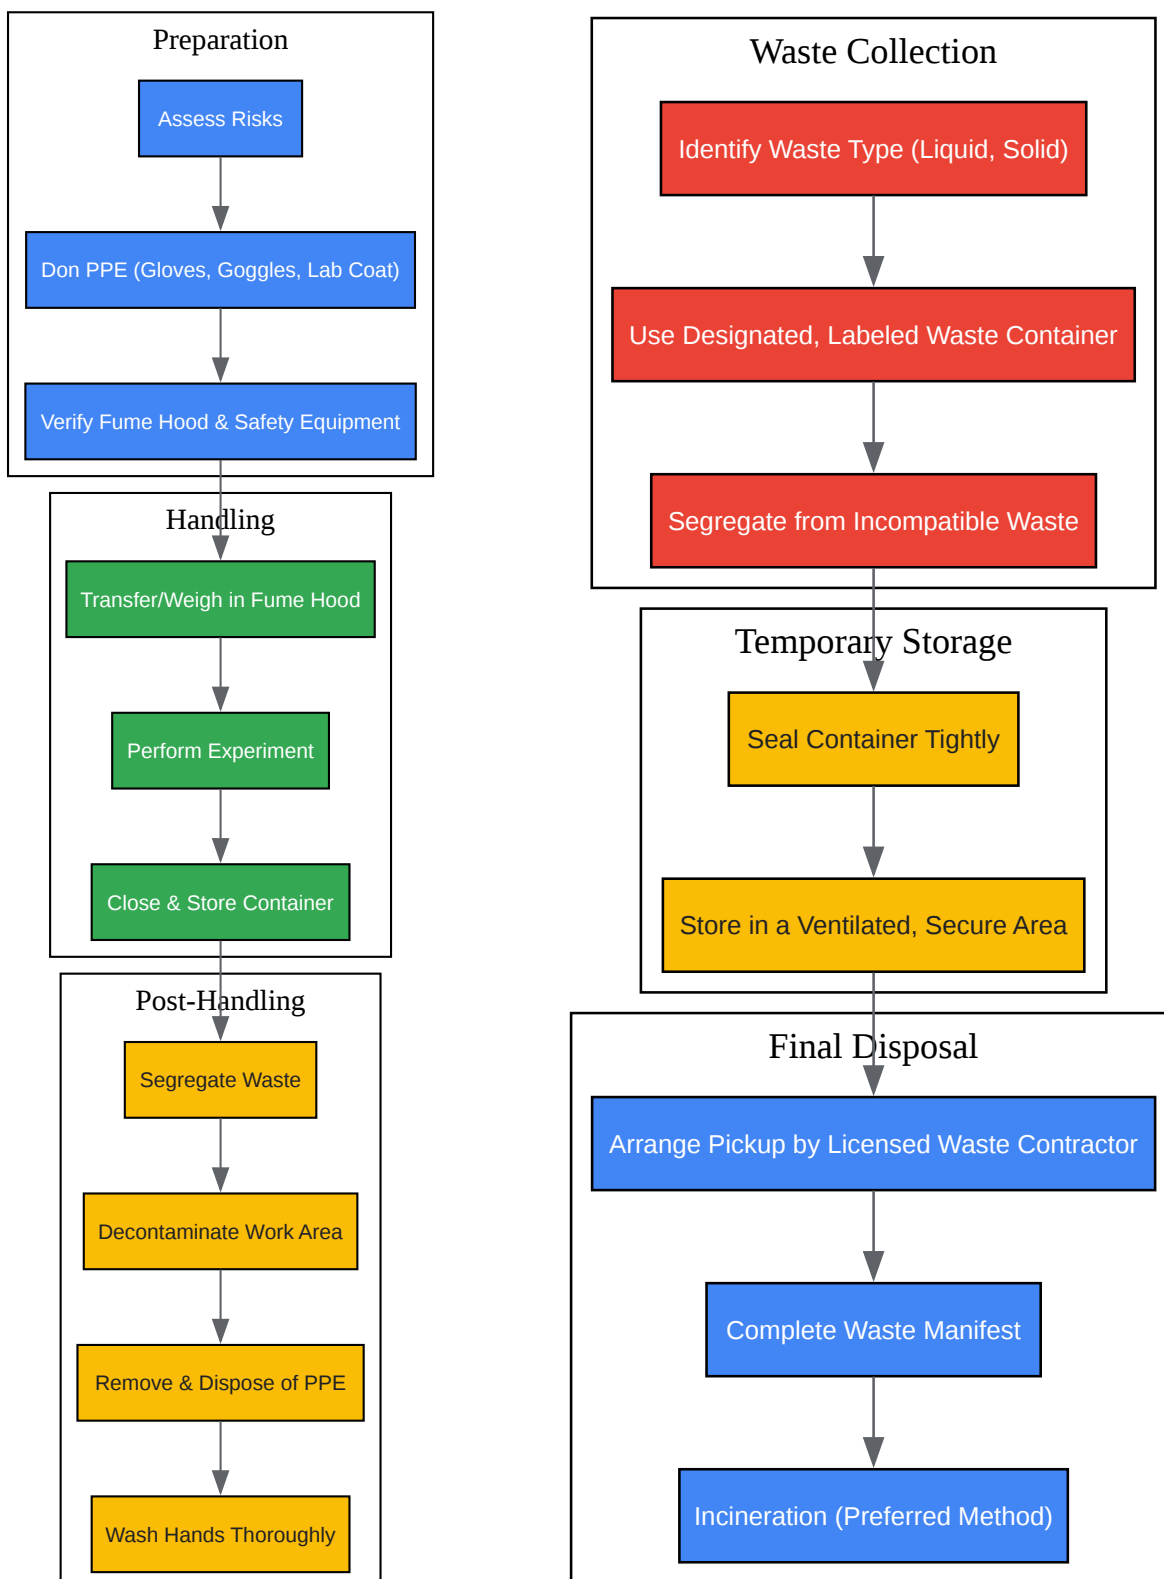 Preparation
Assess Risks
Don PPE (Gloves, Goggles, Lab Coat)
Verify Fume Hood & Safety Equipment
Handling
Transfer/Weigh in Fume Hood
Perform Experiment
Close & Store Container
Post-Handling
Segregate Waste
Decontaminate Work Area
Remove & Dispose of PPE
Wash Hands Thoroughly
Waste Collection
Identify Waste Type (Liquid, Solid)
Use Designated, Labeled Waste Container
Segregate from Incompatible Waste
Temporary Storage
Seal Container Tightly
Store in a Ventilated, Secure Area
Final Disposal
Arrange Pickup by Licensed Waste Contractor
Complete Waste Manifest
Incineration (Preferred Method)